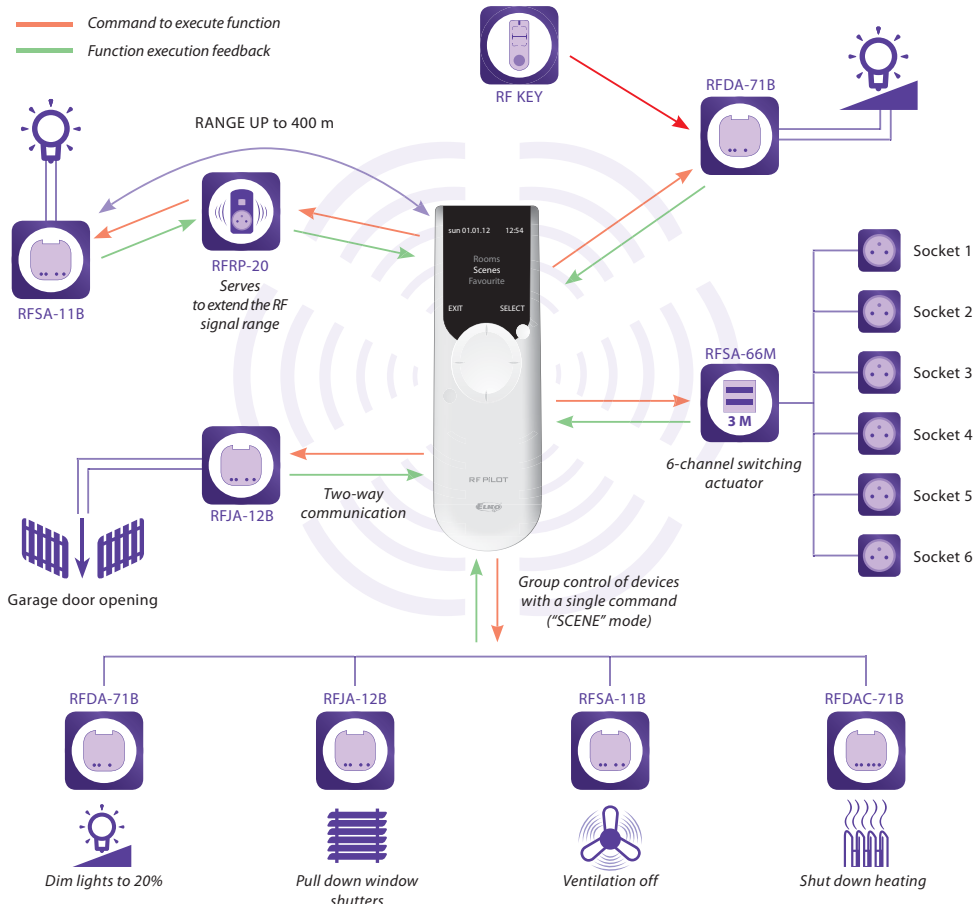 Command to execute function
Function execution feedback
RF KEY
RFDA-71B
RANGE UP to 400 m
RFSA-11B
RFRP-20
Serves
to extend the RF
signal range
sun 01.01.12 12:54
Rooms
Scenes
Favourite
EXIT SELECT
RF PILOT
ELKO
Socket 1
Socket 2
Socket 3
Socket 4
Socket 5
Socket 6
RFSA-66M
3 M
6-channel switching
actuator
RFJA-12B
Two-way
communication
Garage door opening
Group control of devices
with a single command
(“SCENE” mode)
RFDA-71B
Dim lights to 20%
RFJA-12B
Pull down window
shutters
RFSA-11B
Ventilation off
RFDAC-71B
Shut down heating